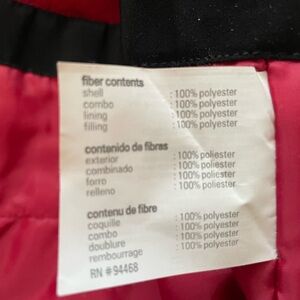 fiber contents
shell : 100% polyester
combo : 100% polyester
lining : 100% polyester
filling : 100% polyester
contenido de fibres
exterior : 100% poliester
combinado : 100% poliester
forro : 100% poliester
relleno : 100% poliester
contenu de fibre
coquille : 100% polyester
combo : 100% polyester
doublure : 100% polyester
rembourrage : 100% polyester
RN # 94468